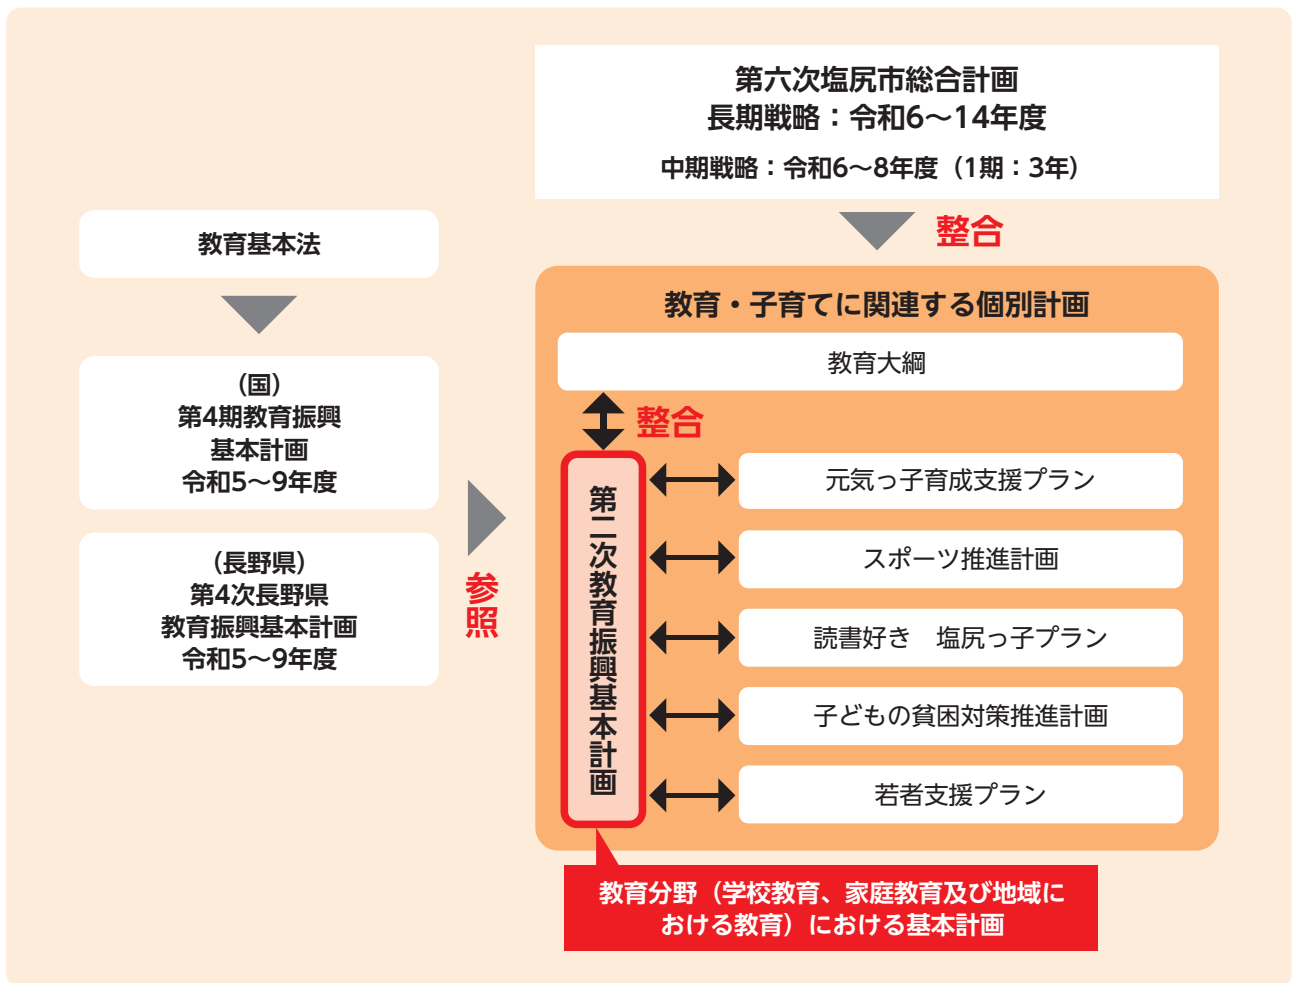 第六次塩尻市総合計画
長期戦略：令和6～14年度
中期戦略：令和6～8年度（1期：3年）
整合
教育基本法
（国）
第4期教育振興
基本計画
令和5～9年度
（長野県）
第4次長野県
教育振興基本計画
令和5～9年度
参照
教育・子育てに関連する個別計画
教育大綱
整合
第二次教育振興基本計画
元気っ子育成支援プラン
スポーツ推進計画
読書好き　塩尻っ子プラン
子どもの貧困対策推進計画
若者支援プラン
教育分野（学校教育、家庭教育及び地域に
おける教育）における基本計画